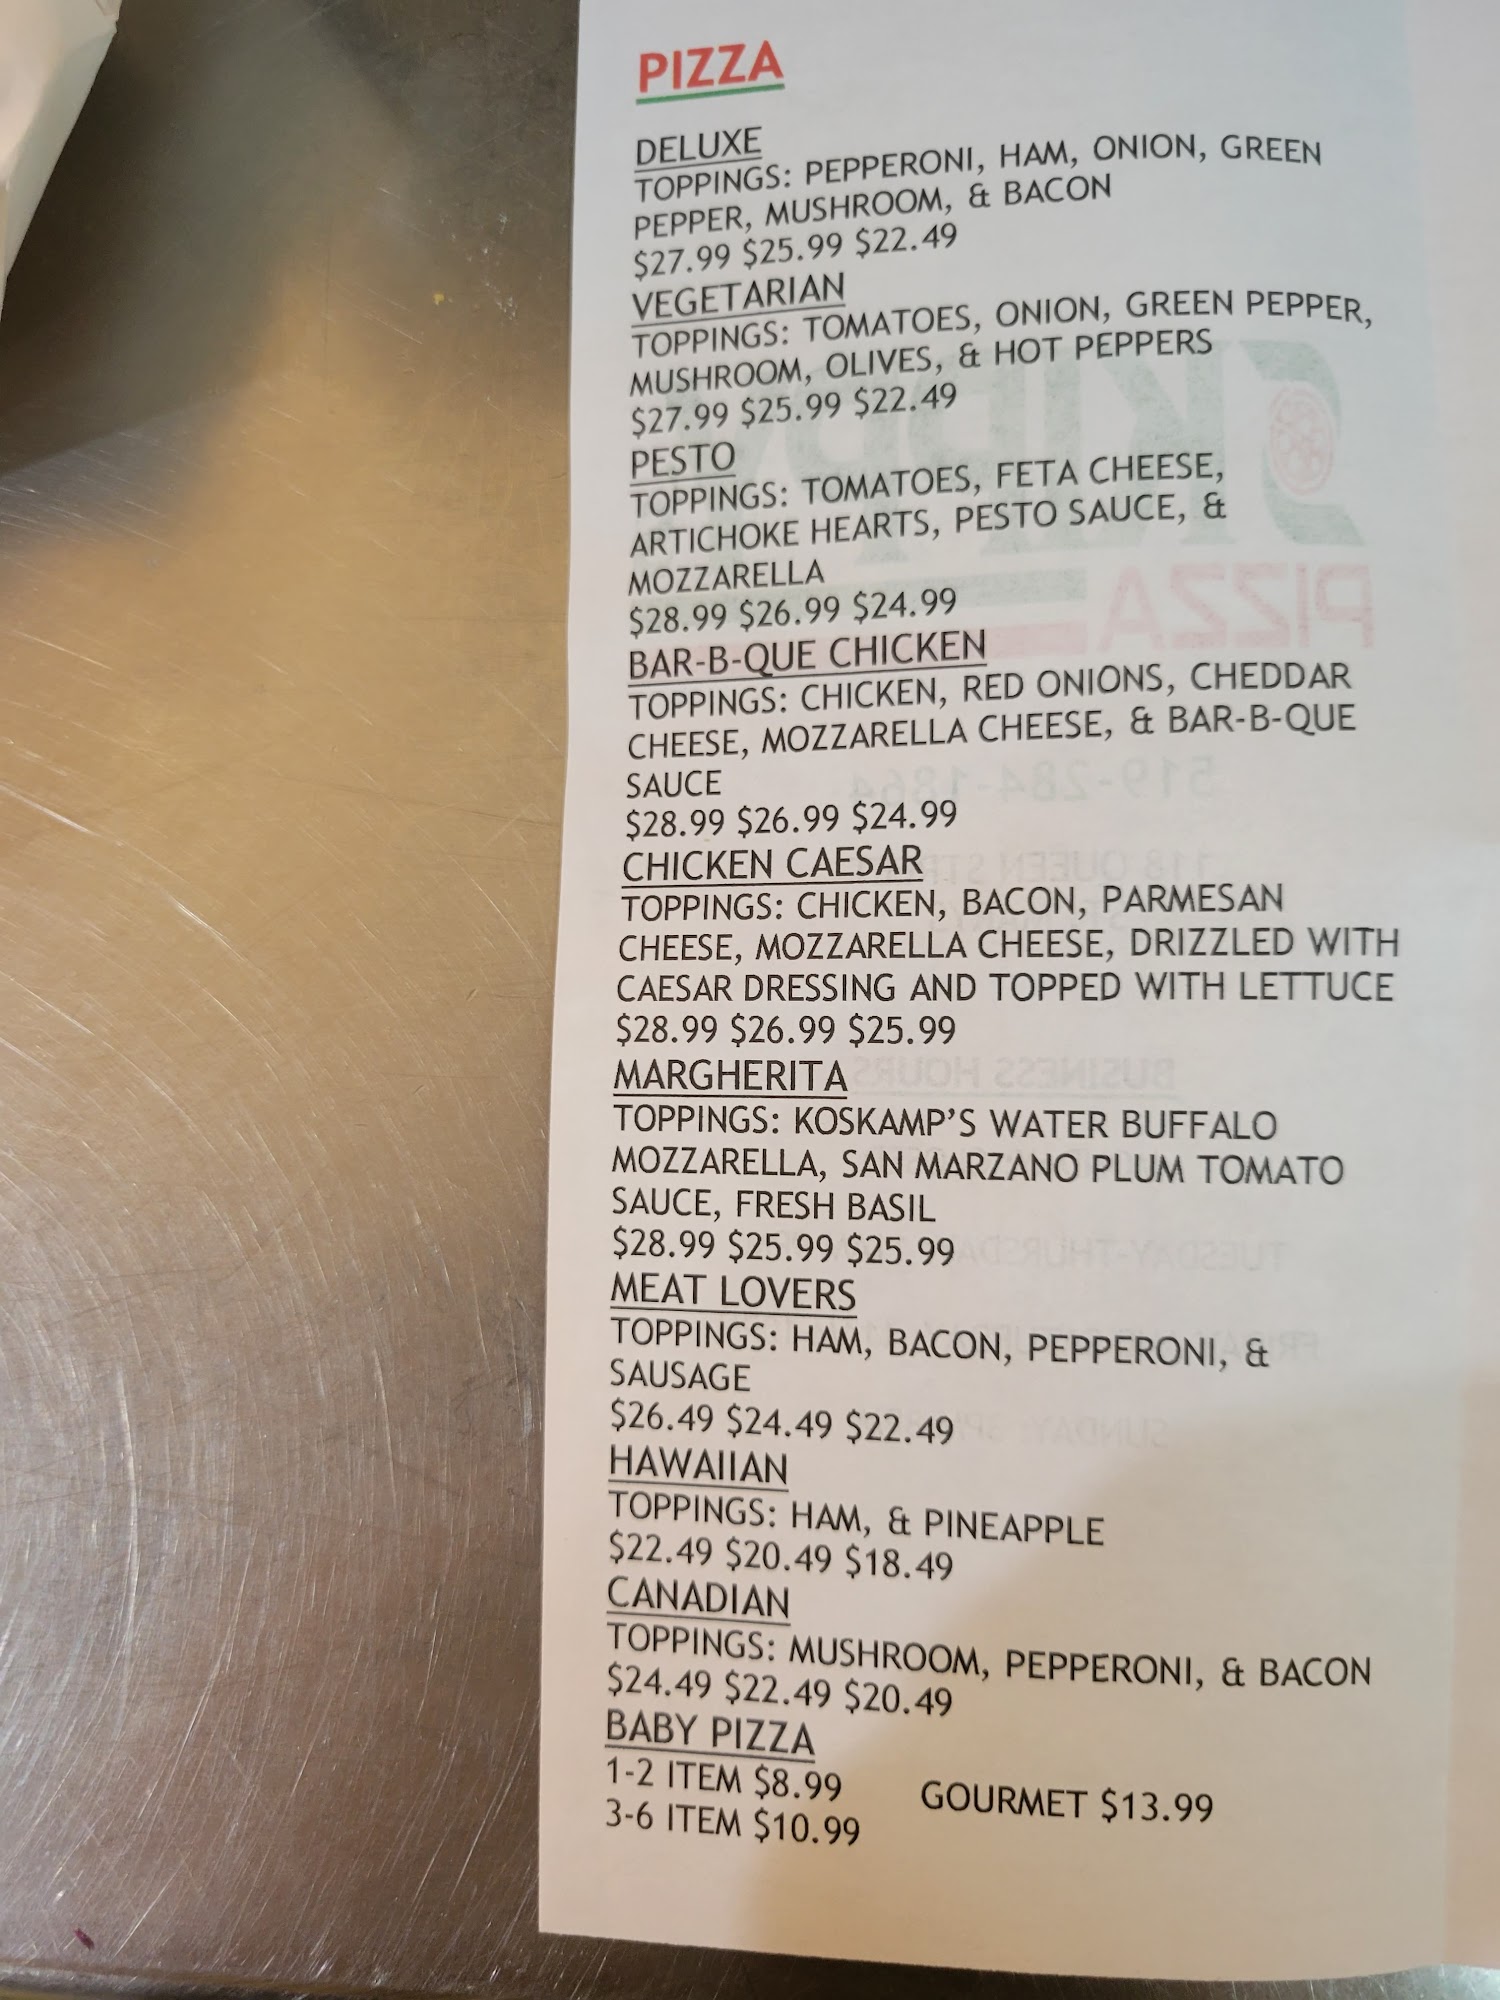 PIZZA
DELUXE
TOPPINGS: PEPPERONI, HAM, ONION, GREEN
PEPPER, MUSHROOM, & BACON
$27.99 $25.99 $22.49
VEGETARIAN
TOPPINGS: TOMATOES, ONION, GREEN PEPPER,
MUSHROOM, OLIVES, & HOT PEPPERS
$27.99 $25.99 $22.49
PESTO
TOPPINGS: TOMATOES, FETA CHEESE,
ARTICHOKE HEARTS, PESTO SAUCE, &
MOZZARELLA
$28.99 $26.99 $24.99
BAR-B-QUE CHICKEN
TOPPINGS: CHICKEN, RED ONIONS, CHEDDAR
CHEESE, MOZZARELLA CHEESE, & BAR-B-QUE
SAUCE
$28.99 $26.99 $24.99
CHICKEN CAESAR
TOPPINGS: CHICKEN, BACON, PARMESAN
CHEESE, MOZZARELLA CHEESE, DRIZZLED WITH
CAESAR DRESSING AND TOPPED WITH LETTUCE
$28.99 $26.99 $25.99
MARGHERITA
TOPPINGS: KOSKAMP'S WATER BUFFALO
MOZZARELLA, SAN MARZANO PLUM TOMATO
SAUCE, FRESH BASIL
$28.99 $25.99 $25.99
MEAT LOVERS
TOPPINGS: HAM, BACON, PEPPERONI, &
SAUSAGE
$26.49 $24.49 $22.49
HAWAIIAN
TOPPINGS: HAM, & PINEAPPLE
$22.49 $20.49 $18.49
CANADIAN
TOPPINGS: MUSHROOM, PEPPERONI, & BACON
$24.49 $22.49 $20.49
BABY PIZZA
1-2 ITEM $8.99 GOURMET $13.99
3-6 ITEM $10.99